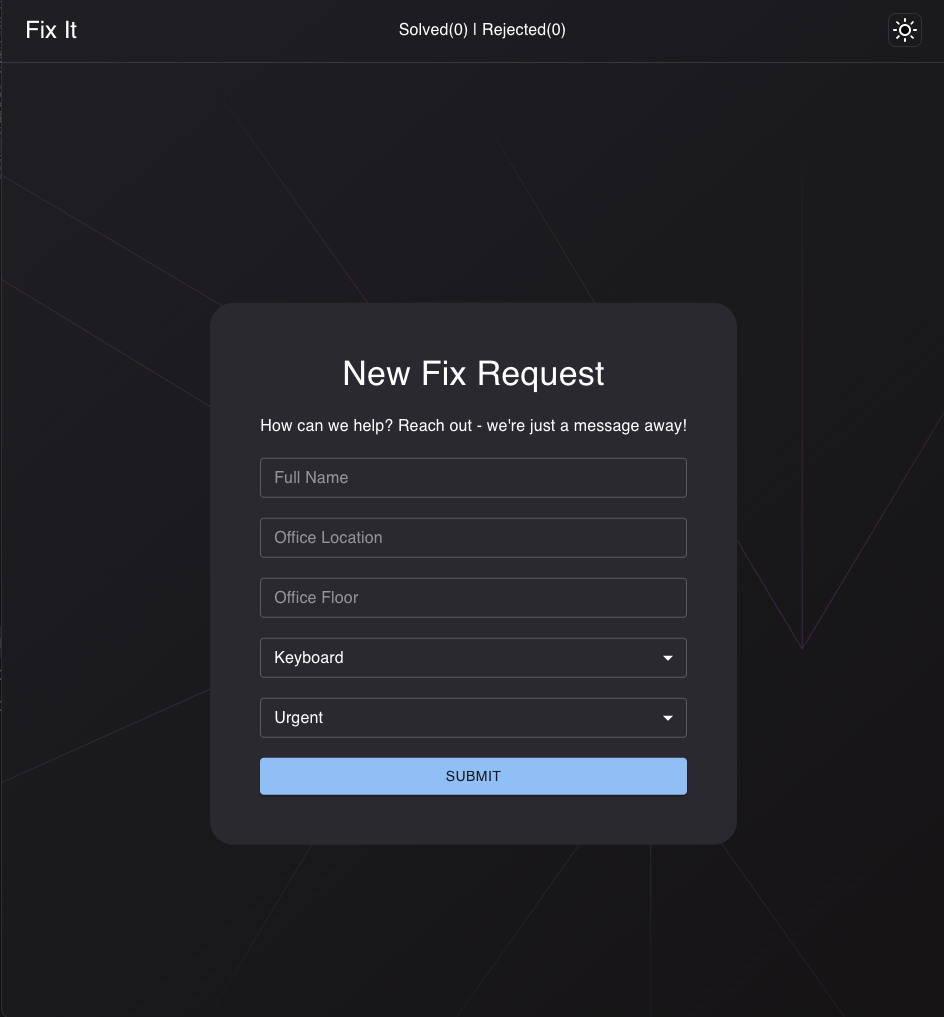 Fix It
Solved(0) | Rejected(0)
New Fix Request
How can we help? Reach out - we're just a message away!
Full Name
Office Location
Office Floor
Keyboard
Urgent
SUBMIT